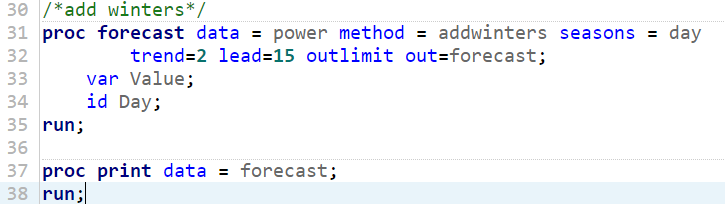 30 /*add winters*/
31 proc forecast data = power method = addwinters seasons = day
32         trend=2 lead=15 outlimit out=forecast;
33     var Value;
34     id Day;
35 run;
36
37 proc print data = forecast;
38 run;